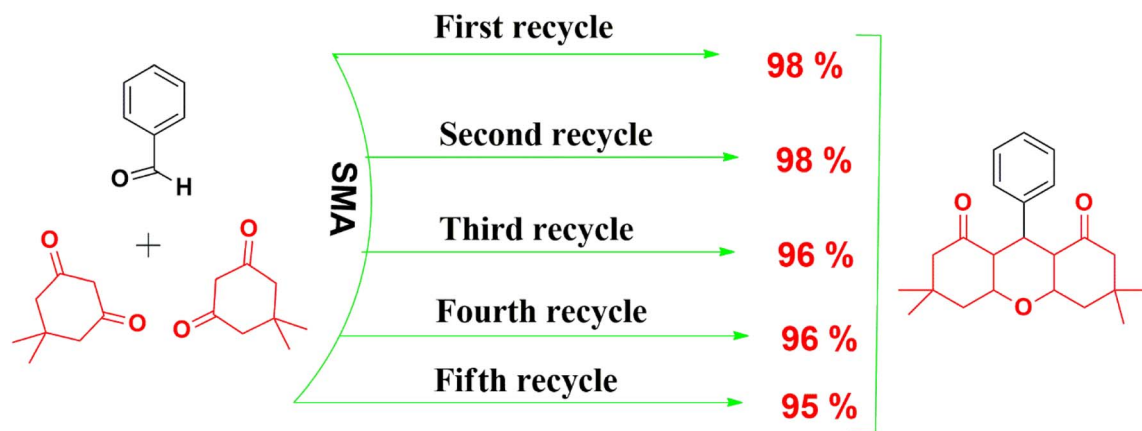 First recycle
98 %
Second recycle
98 %
Third recycle
96 %
Fourth recycle
96 %
Fifth recycle
95 %
SMA
O
H
+
O
O
O
O
O
O
O